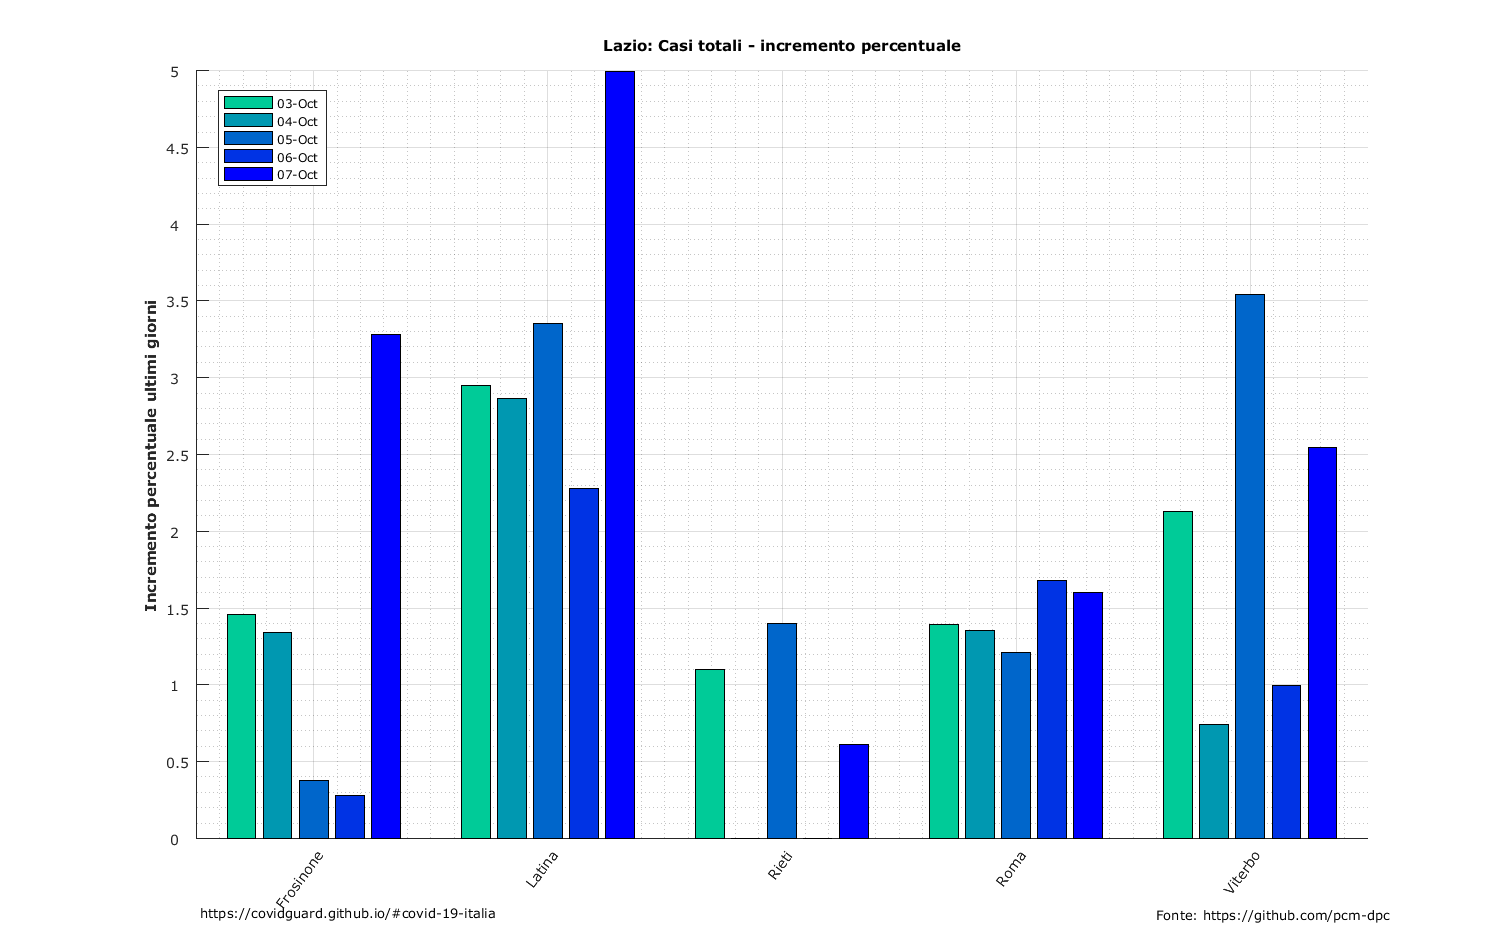 Lazio: Casi totali - incremento percentuale
5
4.5
4
3.5
3
2.5
2
1.5
1
0.5
0
Incremento percentuale ultimi giorni
03-Oct
04-Oct
05-Oct
06-Oct
07-Oct
Frosinone
Latina
Rieti
Roma
Viterbo
https://covidguard.github.io/#covid-19-italia
Fonte: https://github.com/pcm-dpc